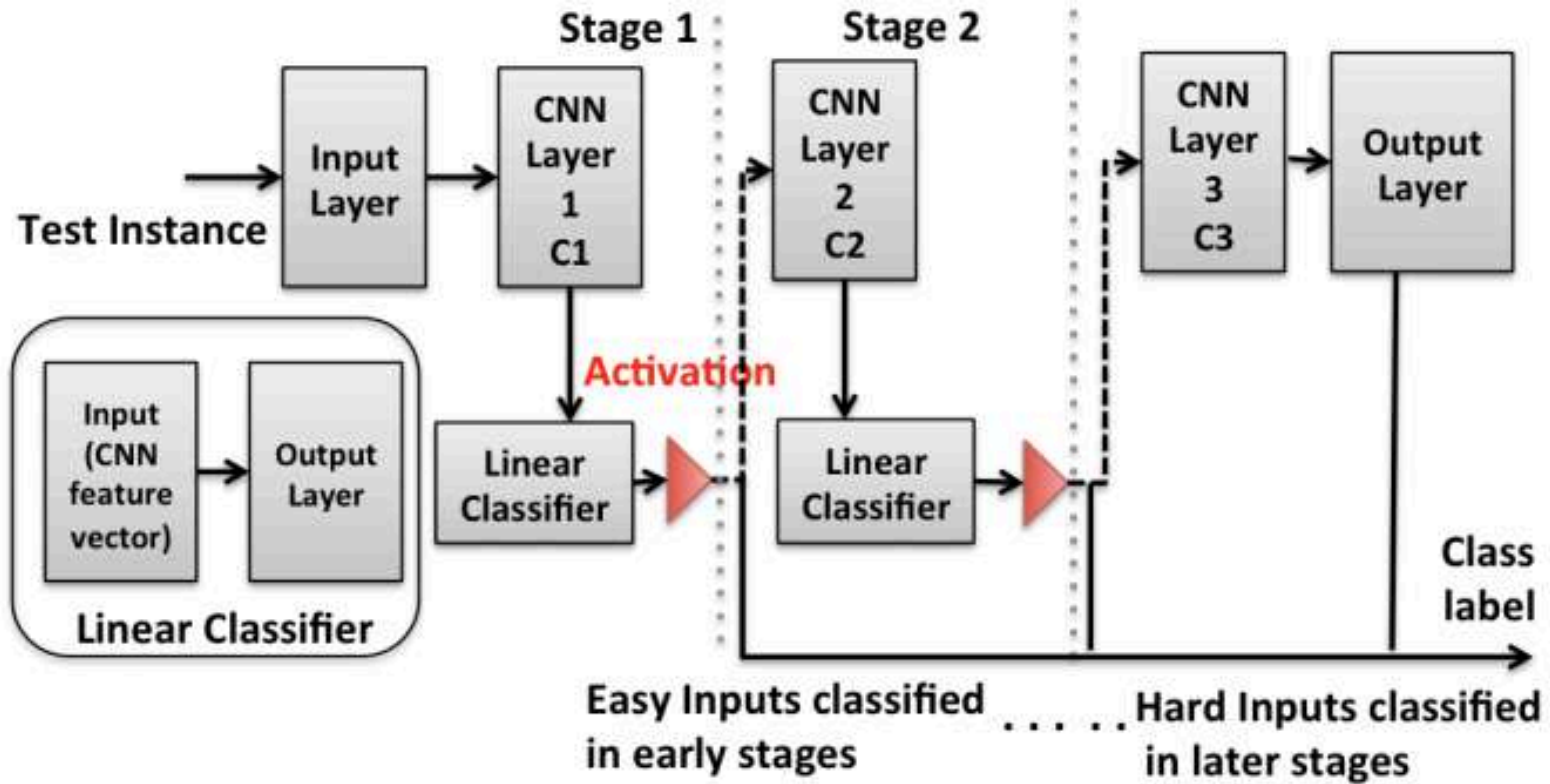 Stage 1
Stage 2
Test Instance
Input
Layer
CNN
Layer
1
C1
CNN
Layer
2
C2
CNN
Layer
3
C3
Output
Layer
Activation
Input
(CNN
feature
vector)
Output
Layer
Linear Classifier
Linear
Classifier
Linear
Classifier
Class
label
Easy Inputs classified
in early stages
. . . . .
Hard Inputs classified
in later stages